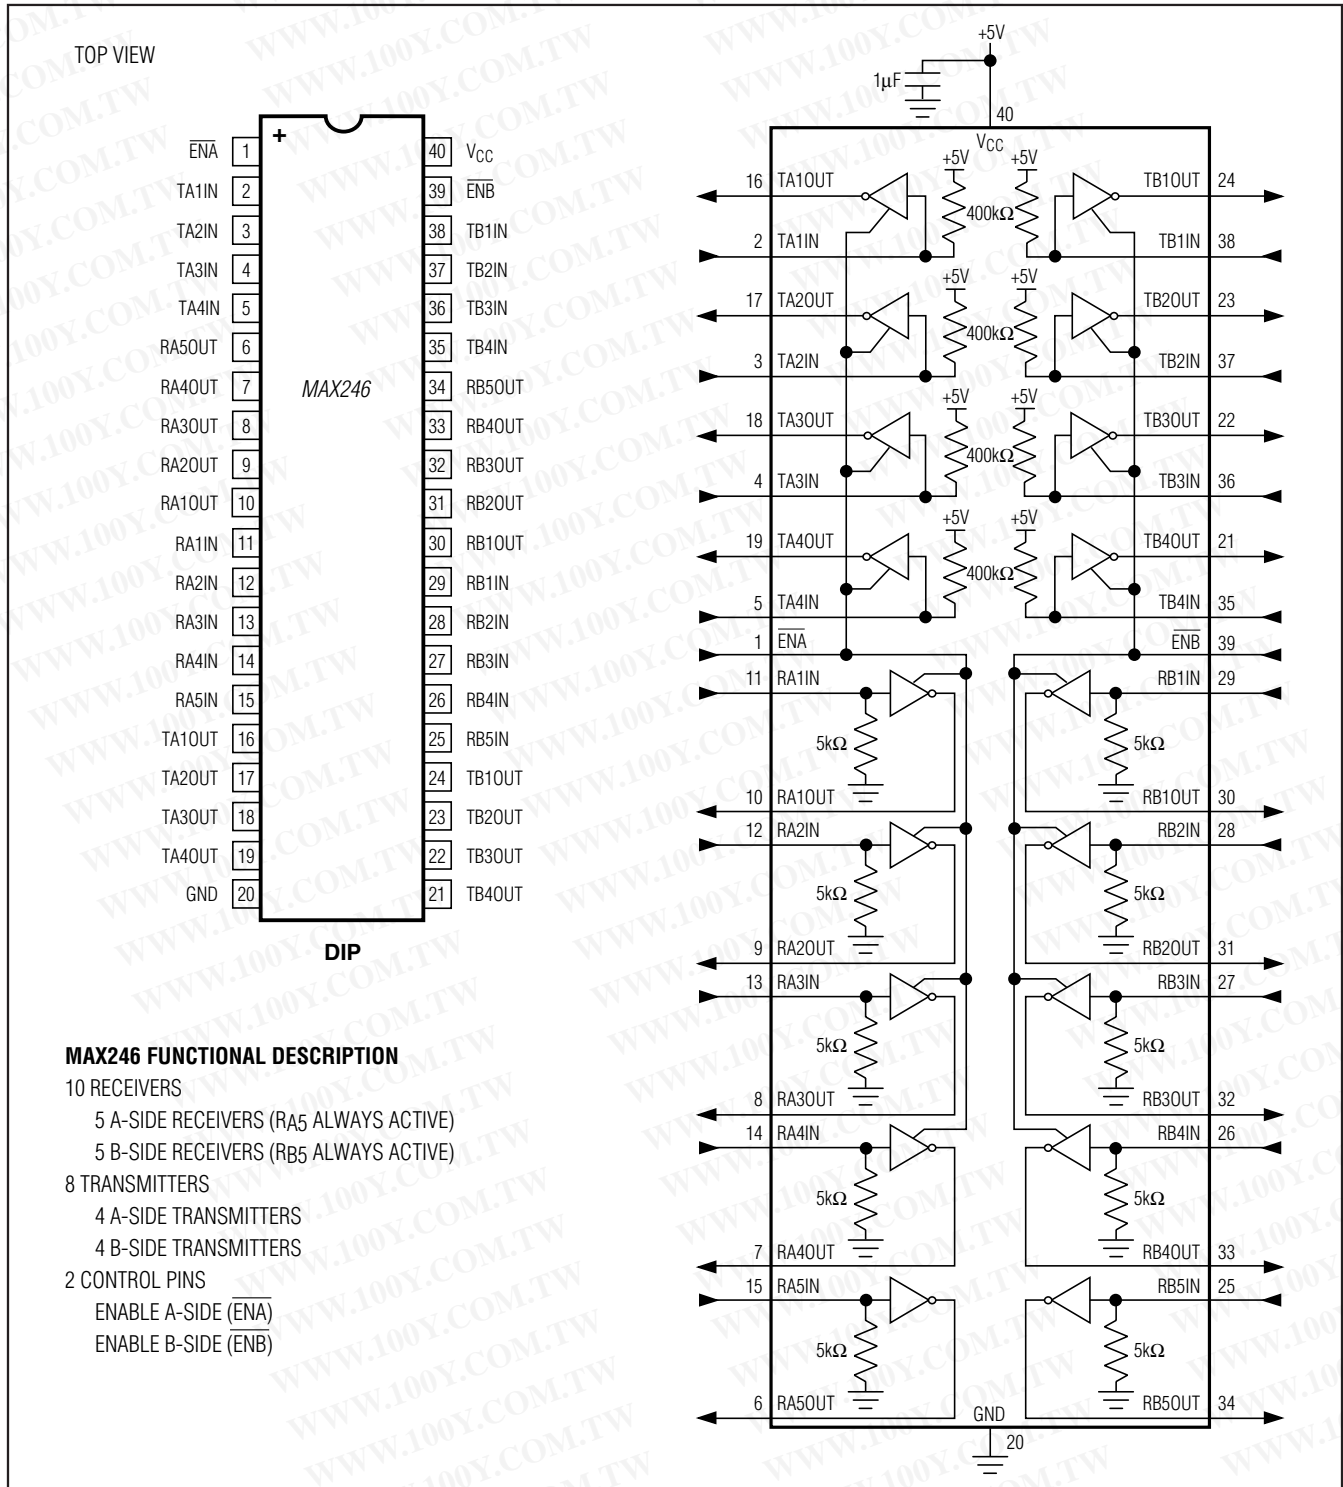 TOP VIEW
+
ENA 1
TA1IN 2
TA2IN 3
TA3IN 4
TA4IN 5
RA5OUT 6
RA4OUT 7
RA3OUT 8
RA2OUT 9
RA1OUT 10
RA1IN 11
RA2IN 12
RA3IN 13
RA4IN 14
RA5IN 15
TA1OUT 16
TA2OUT 17
TA3OUT 18
TA4OUT 19
GND 20
MAX246
40 VCC
39 ENB
38 TB1IN
37 TB2IN
36 TB3IN
35 TB4IN
34 RB5OUT
33 RB4OUT
32 RB3OUT
31 RB2OUT
30 RB1OUT
29 RB1IN
28 RB2IN
27 RB3IN
26 RB4IN
25 RB5IN
24 TB1OUT
23 TB2OUT
22 TB3OUT
21 TB4OUT
DIP
MAX246 FUNCTIONAL DESCRIPTION
10 RECEIVERS
5 A-SIDE RECEIVERS (RA5 ALWAYS ACTIVE)
5 B-SIDE RECEIVERS (RB5 ALWAYS ACTIVE)
8 TRANSMITTERS
4 A-SIDE TRANSMITTERS
4 B-SIDE TRANSMITTERS
2 CONTROL PINS
ENABLE A-SIDE (ENA)
ENABLE B-SIDE (ENB)
+5V
1µF
40
VCC
+5V +5V
16 TA1OUT TB1OUT 24
400kΩ
2 TA1IN TB1IN 38
+5V +5V
17 TA2OUT TB2OUT 23
400kΩ
3 TA2IN TB2IN 37
+5V +5V
18 TA3OUT TB3OUT 22
400kΩ
4 TA3IN TB3IN 36
+5V +5V
19 TA4OUT TB4OUT 21
400kΩ
5 TA4IN TB4IN 35
1 ENA ENB 39
11 RA1IN RB1IN 29
5kΩ 5kΩ
10 RA1OUT RB1OUT 30
12 RA2IN RB2IN 28
5kΩ 5kΩ
9 RA2OUT RB2OUT 31
13 RA3IN RB3IN 27
5kΩ 5kΩ
8 RA3OUT RB3OUT 32
14 RA4IN RB4IN 26
5kΩ 5kΩ
7 RA4OUT RB4OUT 33
15 RA5IN RB5IN 25
5kΩ 5kΩ
6 RA5OUT RB5OUT 34
GND
20
WWW.100Y.COM.TW